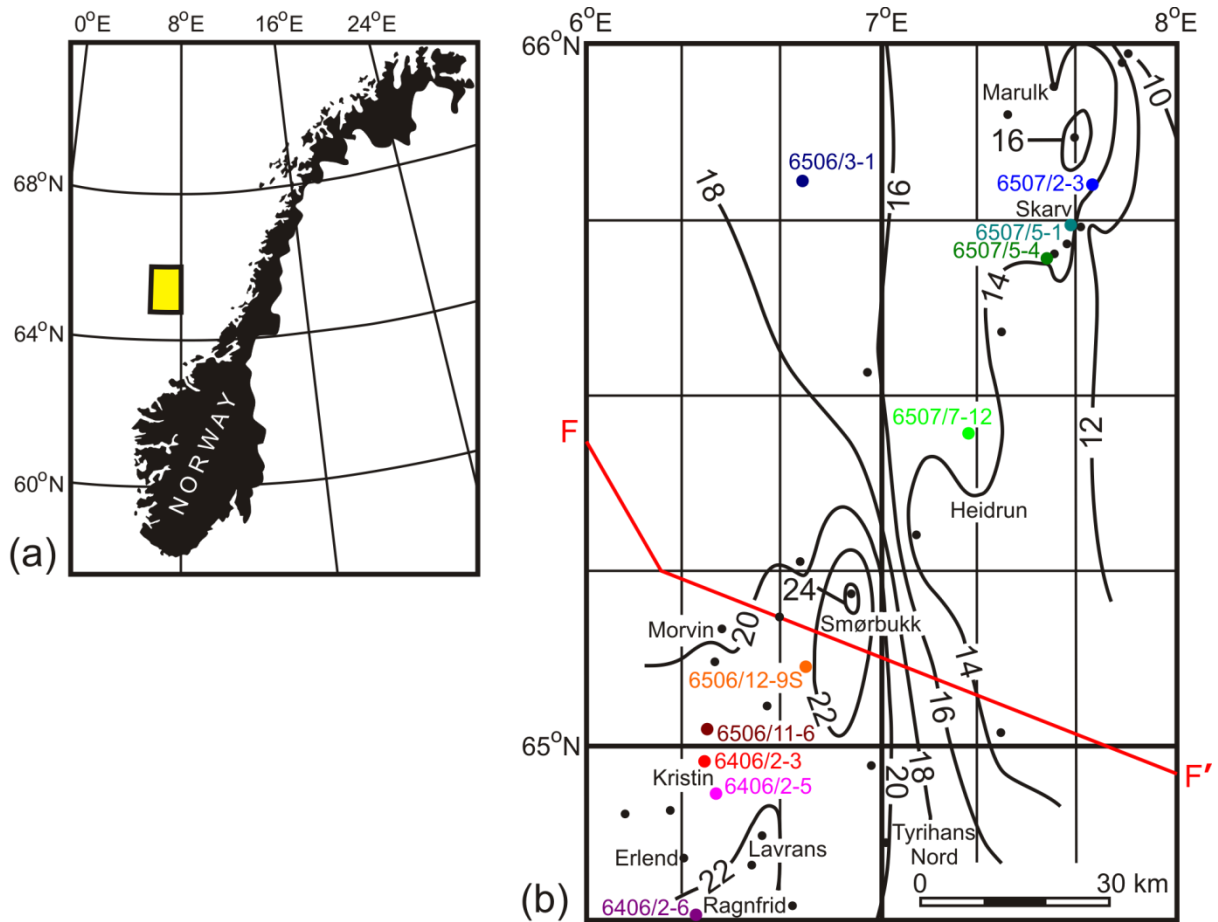 0°E 8°E 16°E 24°E
68°N
64°N
60°N
NORWAY
(a)
6°E 7°E 8°E
66°N
Marulk
10
16
6506/3-1
18
16
6507/2-3
Skarv
6507/5-1
6507/5-4
14
F
6507/7-12
12
Heidrun
24
Smørbukk
Morvin
20
14
6506/12-9S
22
16
6506/11-6
65°N
6406/2-3
Kristin
6406/2-5
18
20
F'
Tyrihans
Nord
Erlend
Lavrans
22
0 30 km
6406/2-6
Ragnfrid
(b)